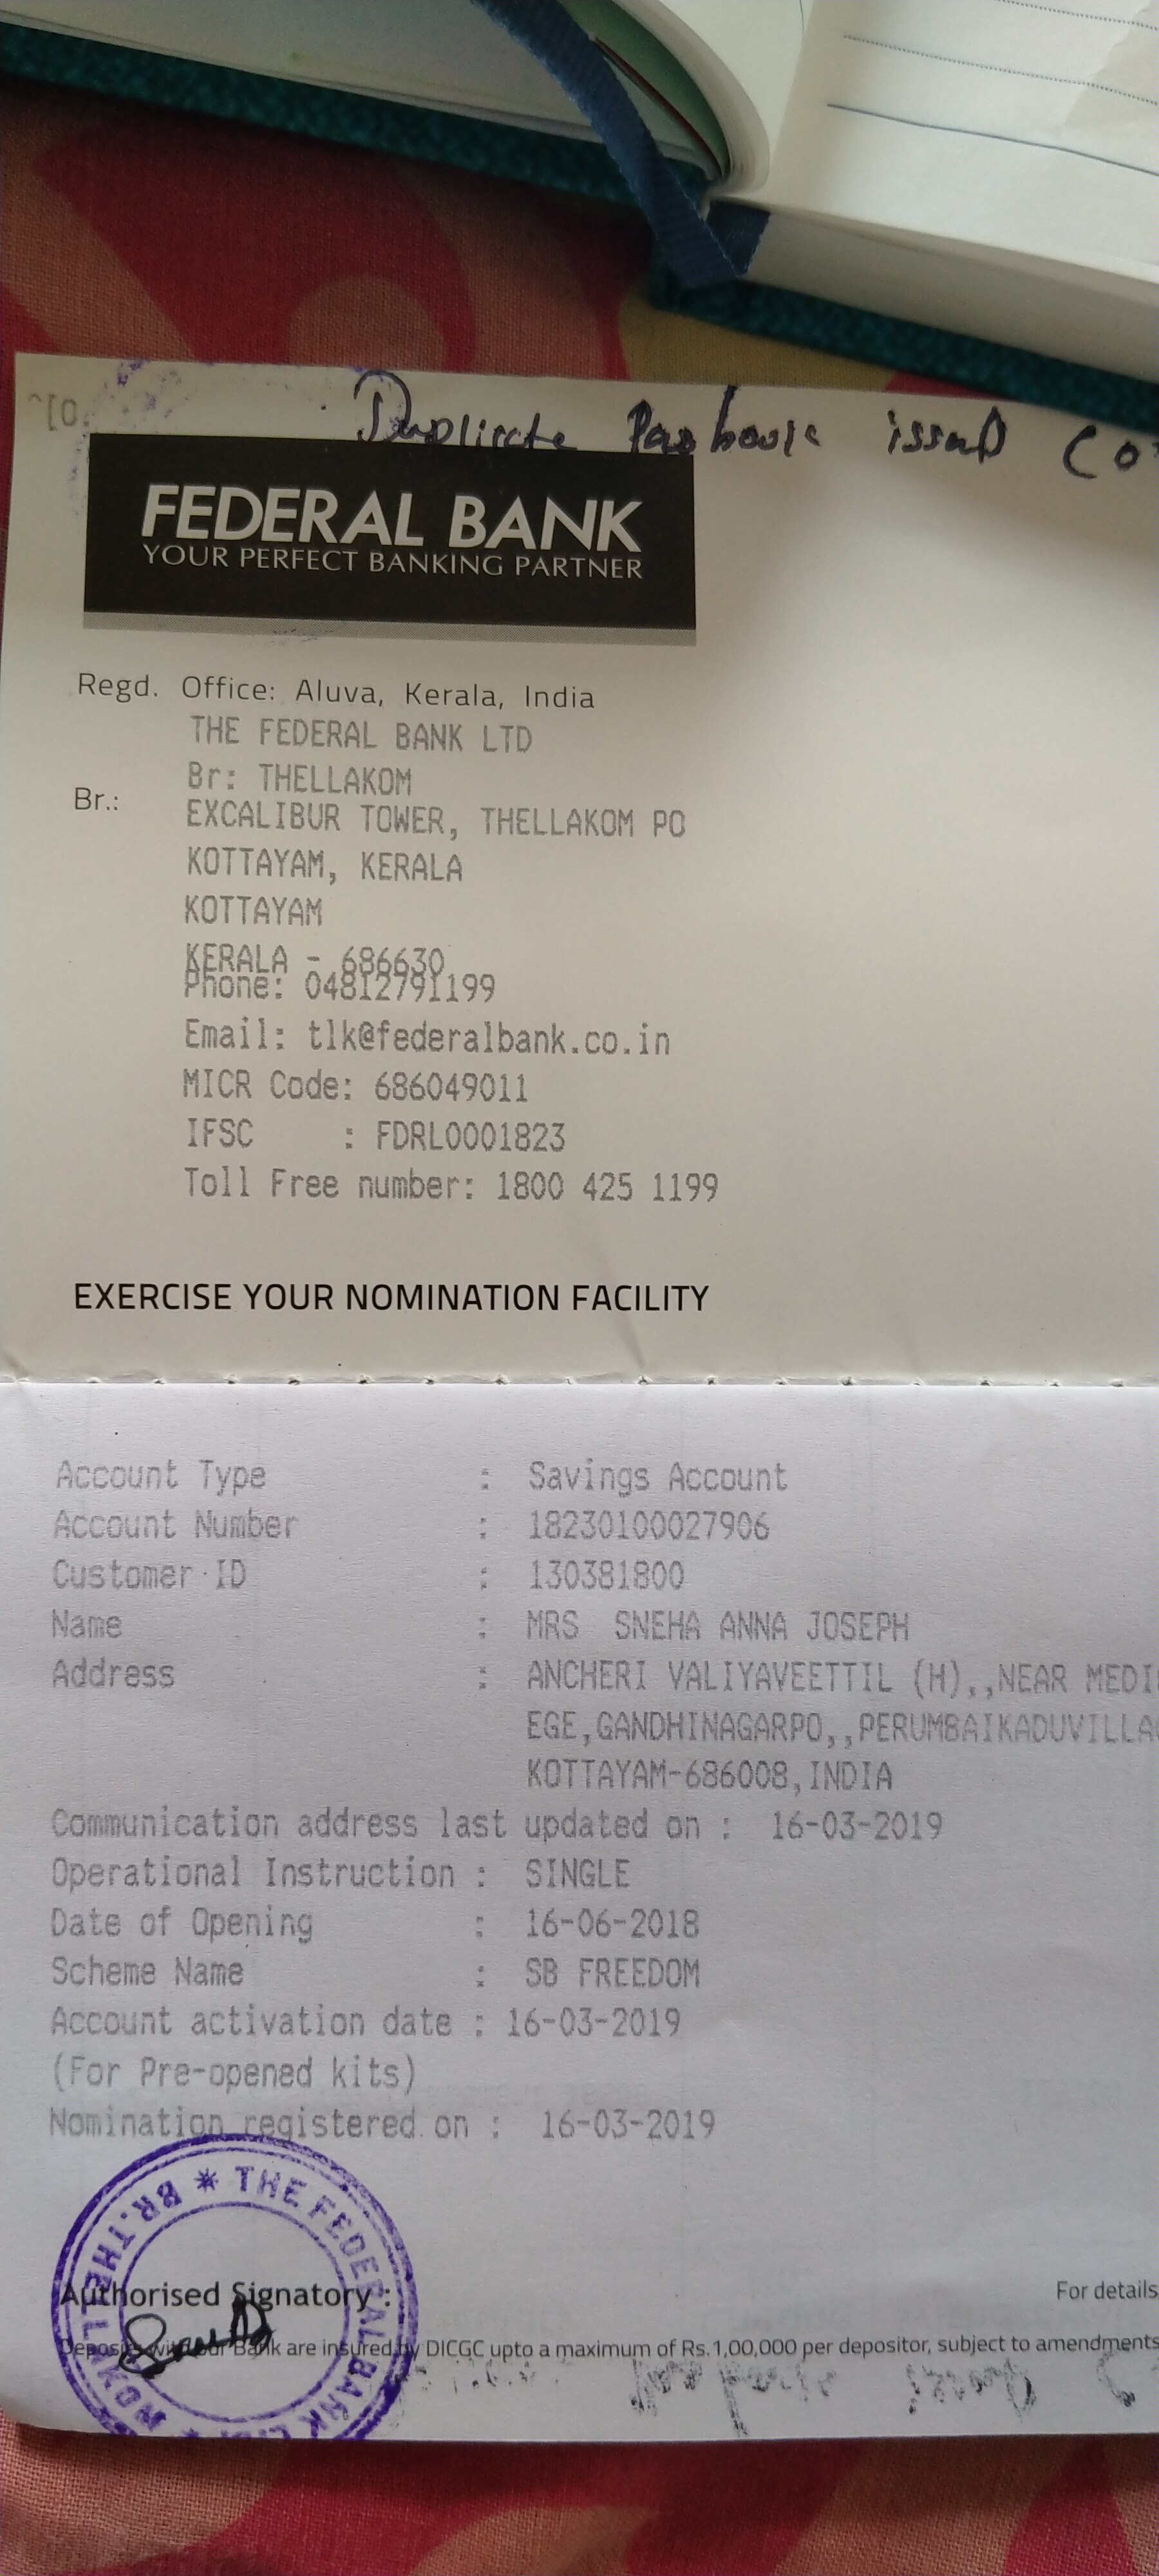 Duplicate Passbook issued
FEDERAL BANK
YOUR PERFECT BANKING PARTNER
Regd. Office: Aluva, Kerala, India
THE FEDERAL BANK LTD
Br: THELLAKOM
Br.:
EXCALIBUR TOWER, THELLAKOM PO
KOTTAYAM, KERALA
KOTTAYAM
KERALA - 686630
Phone: 04812791199
Email: tlk@federalbank.co.in
MICR Code: 686049011
IFSC : FDRL0001823
Toll Free number: 1800 425 1199
EXERCISE YOUR NOMINATION FACILITY
Account Type : Savings Account
Account Number : 18230100027906
Customer ID : 130381800
Name : MRS SNEHA ANNA JOSEPH
Address : ANCHERI VALIYAVEETTIL (H),,NEAR MEDI
EGE,GANDHINAGARPO,,PERUMBAIKADUVILLA
KOTTAYAM-686008,INDIA
Communication address last updated on : 16-03-2019
Operational Instruction : SINGLE
Date of Opening : 16-06-2018
Scheme Name : SB FREEDOM
Account activation date : 16-03-2019
(For Pre-opened kits)
Nomination registered on : 16-03-2019
THE FEDERAL BANK LTD. * BR.THELLAKOM *
Authorised Signatory :
For details
Deposits with our Bank are insured by DICGC upto a maximum of Rs.1,00,000 per depositor, subject to amendments